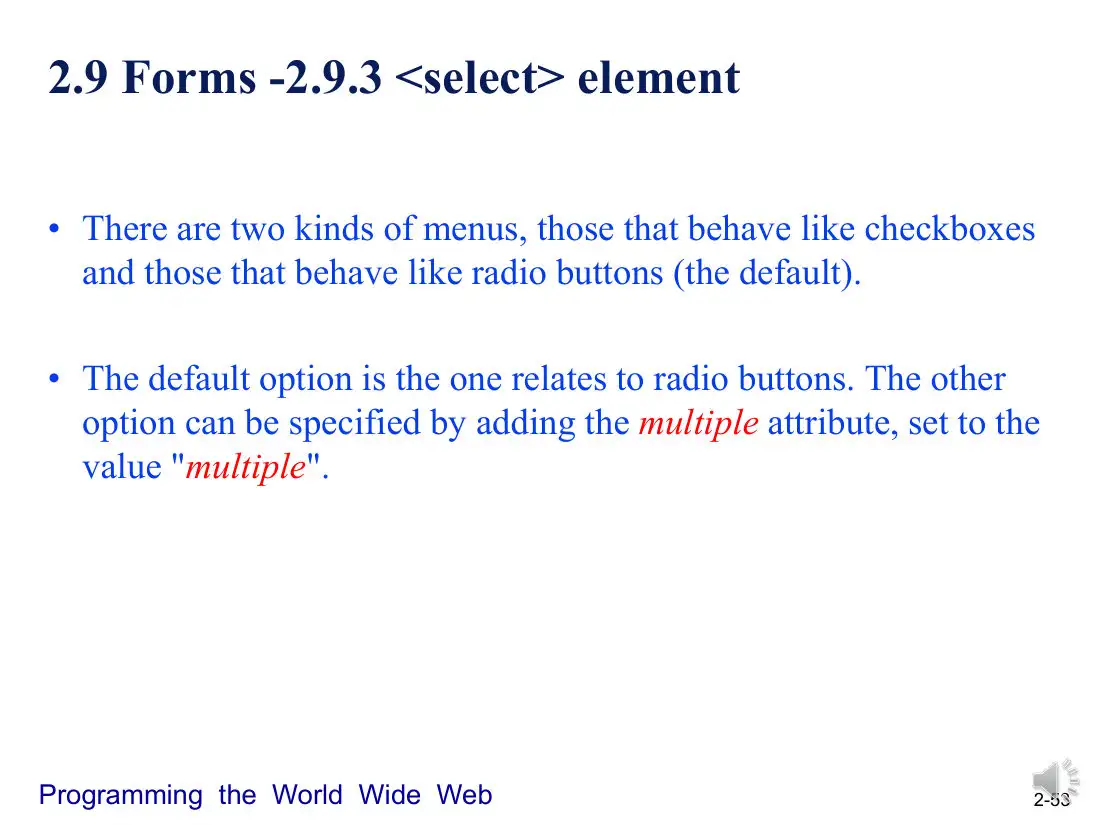 2.9 Forms -2.9.3 <select> element
• There are two kinds of menus, those that behave like checkboxes
and those that behave like radio buttons (the default).
• The default option is the one relates to radio buttons. The other
option can be specified by adding the multiple attribute, set to the
value "multiple".
Programming the World Wide Web
2-53